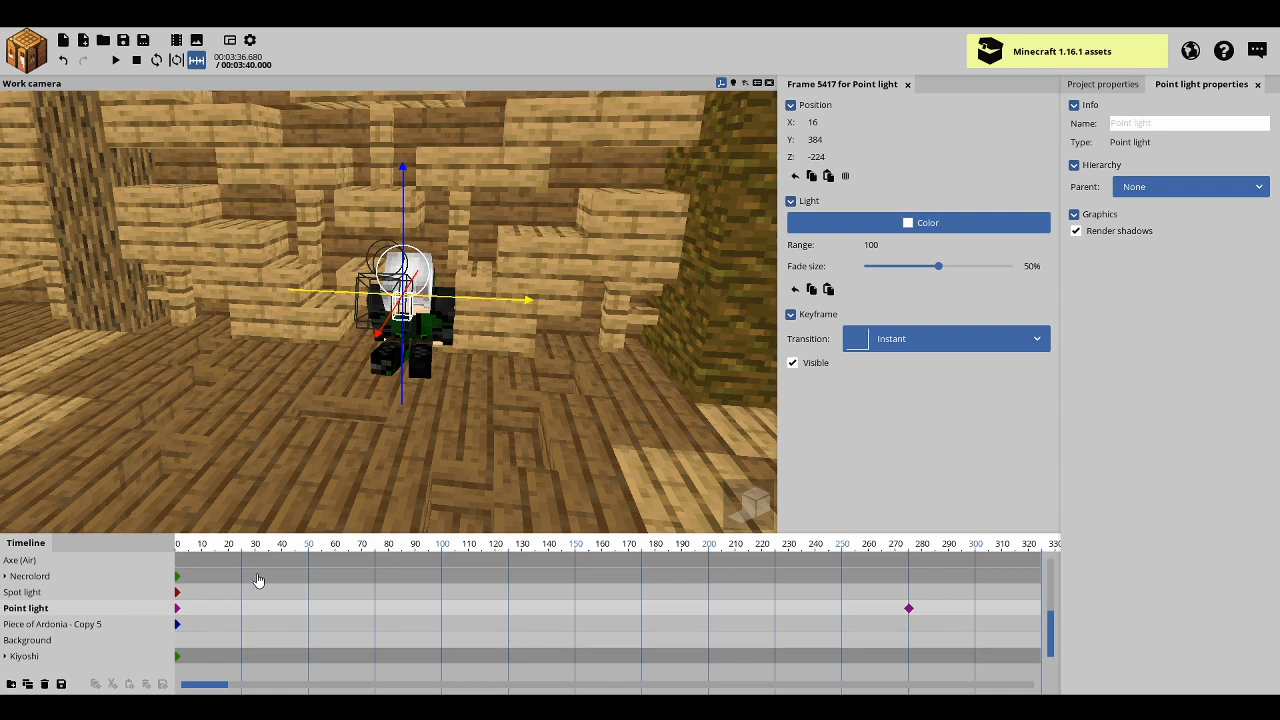 00:03:36.680
/ 00:03:40.000
Minecraft 1.16.1 assets
Work camera
Frame 5417 for Point light
Position
X: 16
Y: 384
Z: -224
Light
Color
Range: 100
Fade size: 50%
Keyframe
Transition: Instant
Visible
Project properties
Point light properties
Info
Name: Point light
Type: Point light
Hierarchy
Parent: None
Graphics
Render shadows
Timeline
0 10 20 30 40 50 60 70 80 90 100 110 120 130 140 150 160 170 180 190 200 210 220 230 240 250 260 270 280 290 300 310 320 330
Axe (Air)
Necrolord
Spot light
Point light
Piece of Ardonia - Copy 5
Background
Kiyoshi